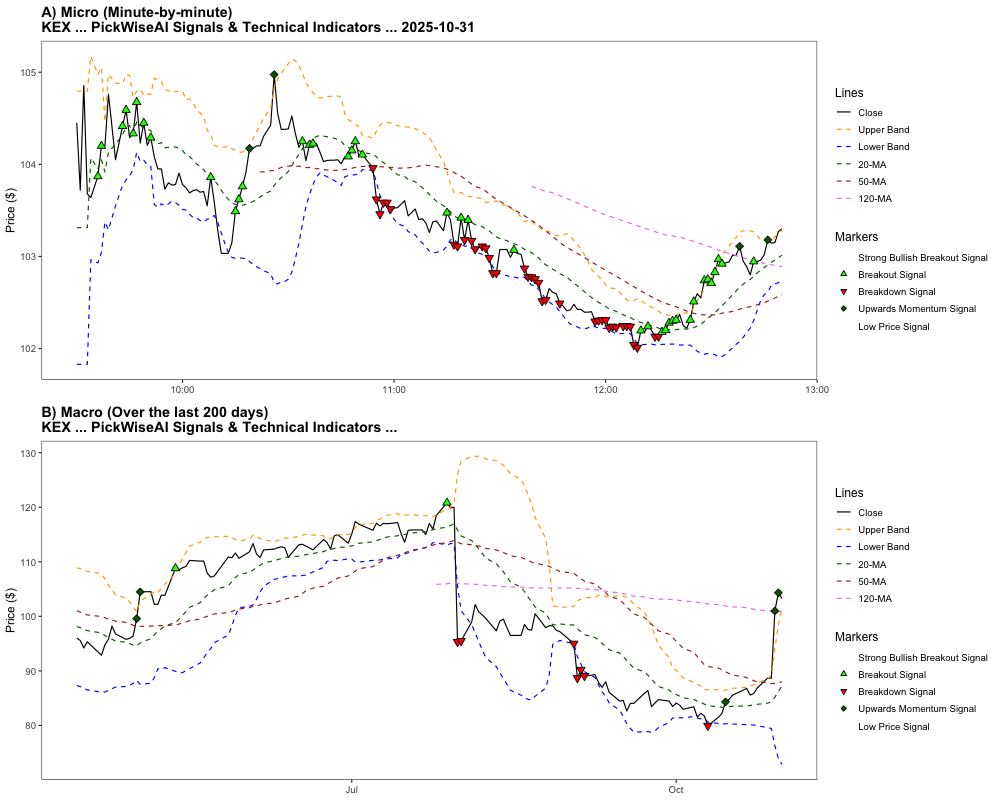 A) Micro (Minute-by-minute)
KEX ... PickWiseAI Signals & Technical Indicators ... 2025-10-31
Price ($)
105
104
103
102
10:00
11:00
12:00
13:00
Lines
Close
Upper Band
Lower Band
20-MA
50-MA
120-MA
Markers
Strong Bullish Breakout Signal
Breakout Signal
Breakdown Signal
Upwards Momentum Signal
Low Price Signal
B) Macro (Over the last 200 days)
KEX ... PickWiseAI Signals & Technical Indicators ...
Price ($)
130
120
110
100
90
80
Jul
Oct
Lines
Close
Upper Band
Lower Band
20-MA
50-MA
120-MA
Markers
Strong Bullish Breakout Signal
Breakout Signal
Breakdown Signal
Upwards Momentum Signal
Low Price Signal